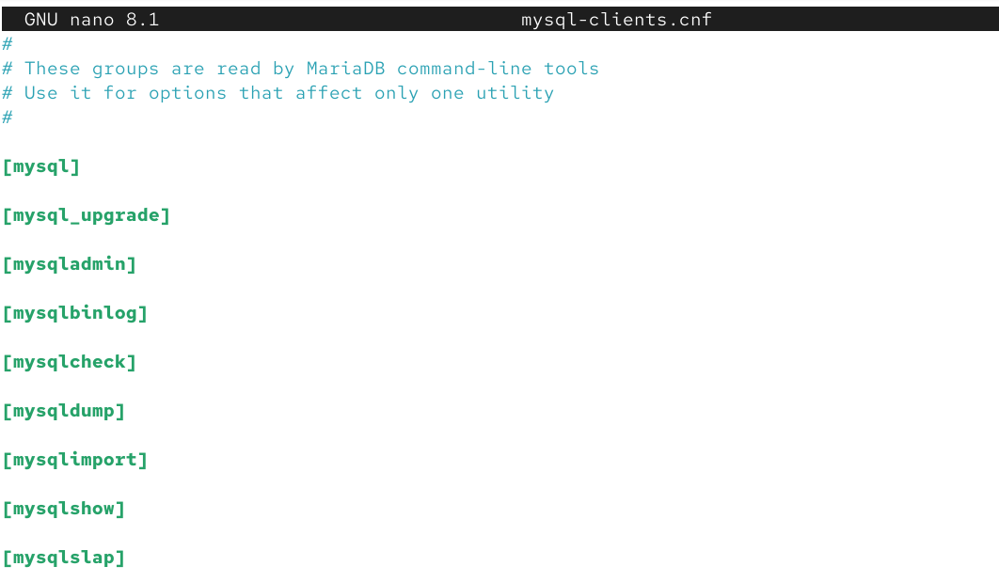 GNU nano 8.1 mysql-clients.cnf
#
# These groups are read by MariaDB command-line tools
# Use it for options that affect only one utility
#
[mysql]
[mysql_upgrade]
[mysqladmin]
[mysqlbinlog]
[mysqlcheck]
[mysqldump]
[mysqlimport]
[mysqlshow]
[mysqlslap]